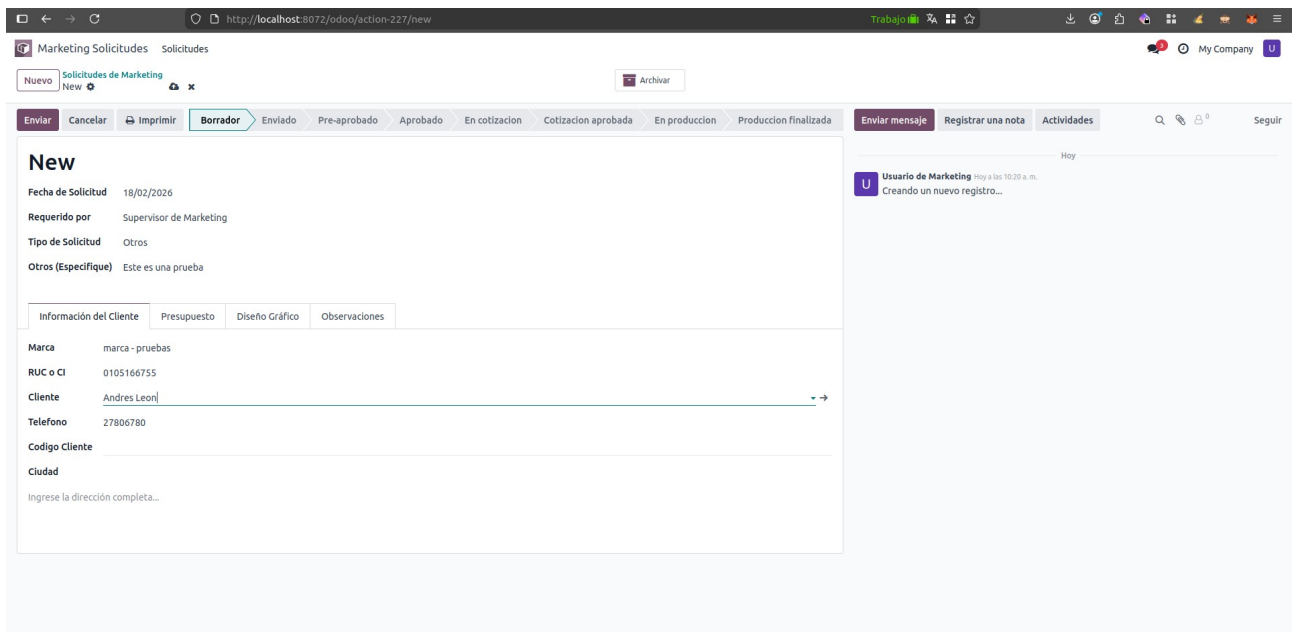 http://localhost:8072/odoo/action-227/new
Trabajo
Marketing Solicitudes Solicitudes
3
My Company U
Nuevo Solicitudes de Marketing
New
Archivar
Enviar Cancelar Imprimir Borrador Enviado Pre-aprobado Aprobado En cotizacion Cotizacion aprobada En produccion Produccion finalizada Enviar mensaje Registrar una nota Actividades 0 Seguir
New
Fecha de Solicitud 18/02/2026
Requerido por Supervisor de Marketing
Tipo de Solicitud Otros
Otros (Especifique) Este es una prueba
Información del Cliente Presupuesto Diseño Gráfico Observaciones
Marca marca - pruebas
RUC o CI 0105166755
Cliente Andres Leon
Telefono 27806780
Codigo Cliente
Ciudad
Ingrese la dirección completa...
Hoy
U Usuario de Marketing Hoy a las 10:20 a. m.
Creando un nuevo registro...